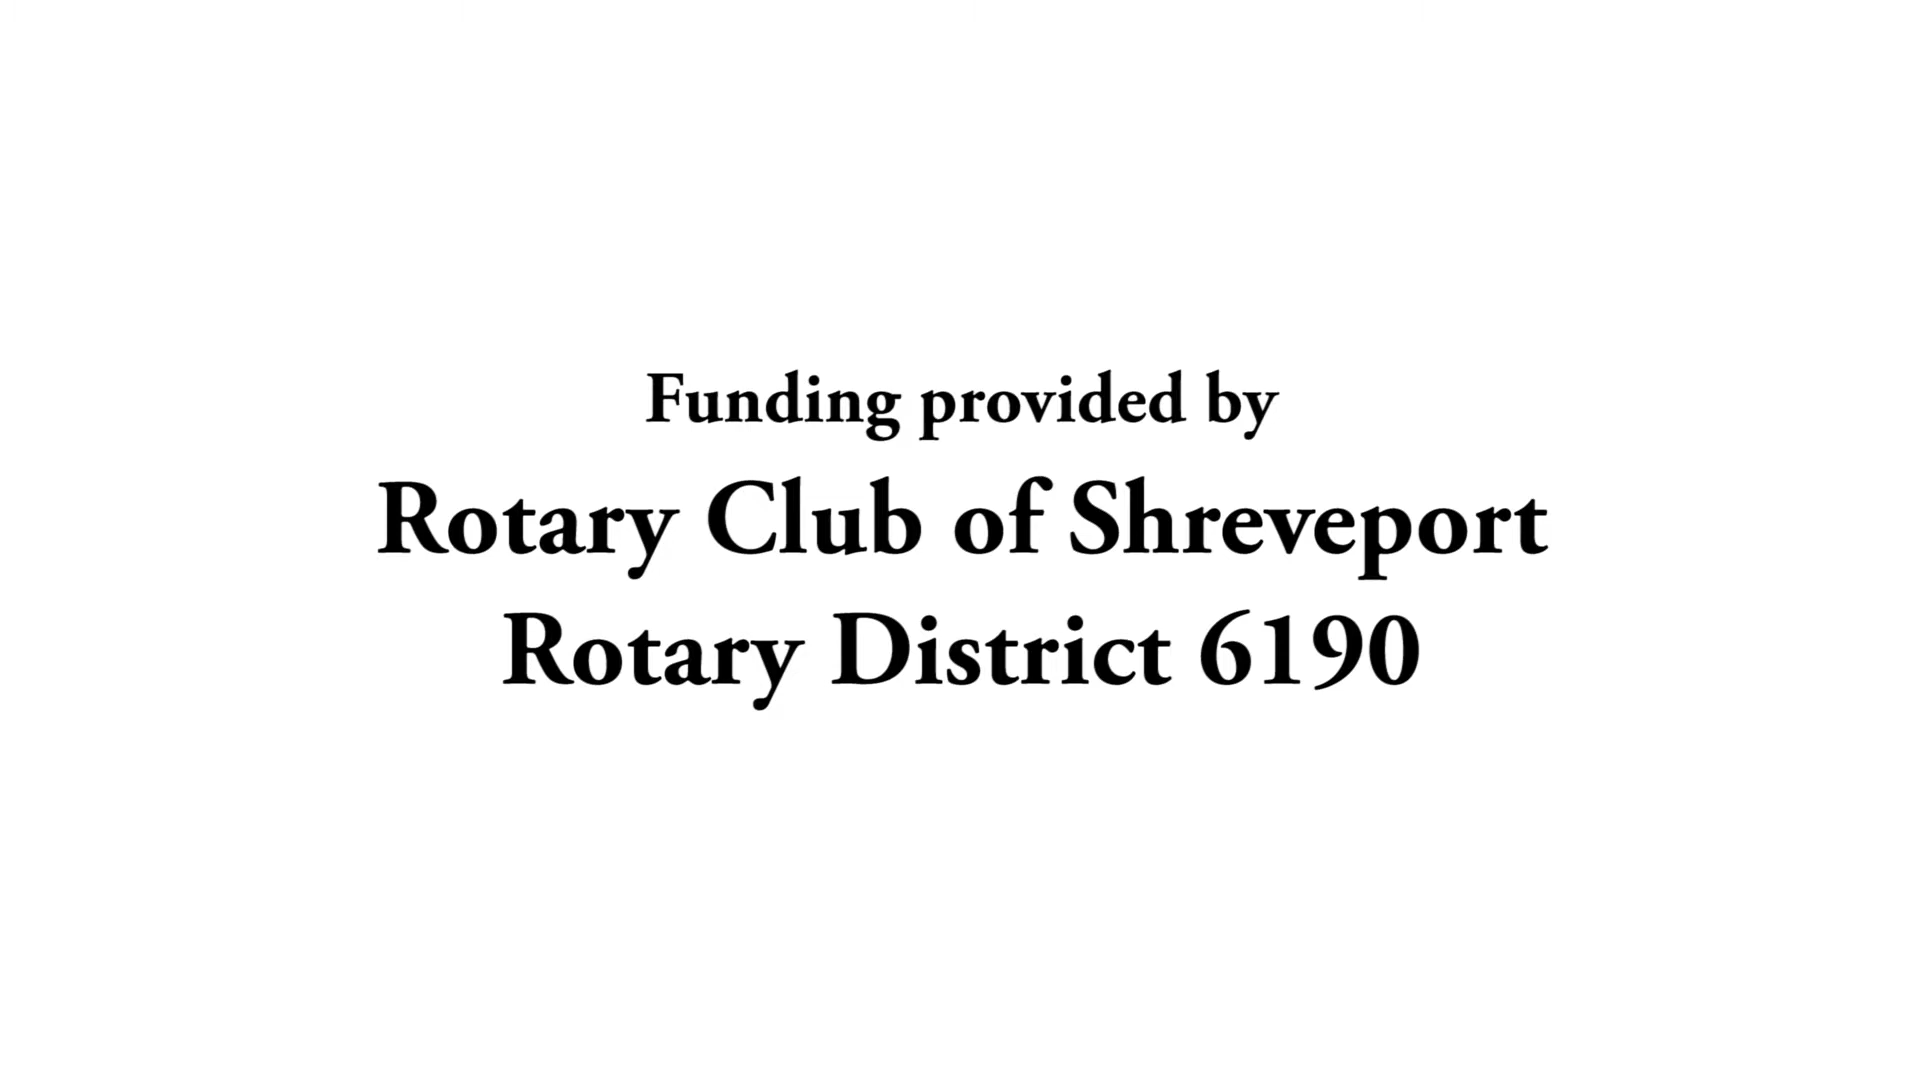 Funding provided by
Rotary Club of Shreveport
Rotary District 6190